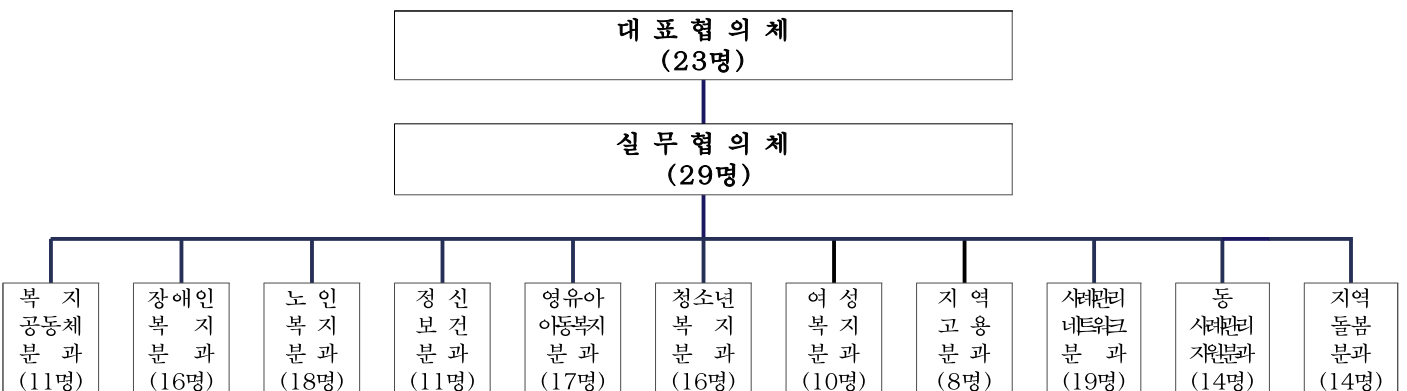 대 표 협 의 체
(23명)
실 무 협 의 체
(29명)
복 지
공동체
분 과
(11명)
장애인
복 지
분 과
(16명)
노 인
복 지
분 과
(18명)
정 신
보 건
분 과
(11명)
영유아
아동복지
분 과
(17명)
청소년
복 지
분 과
(16명)
여 성
복 지
분 과
(10명)
지 역
고 용
분 과
(8명)
사례관리
네트워크
분 과
(19명)
동
사례관리
지원분과
(14명)
지역
돌봄
분과
(14명)